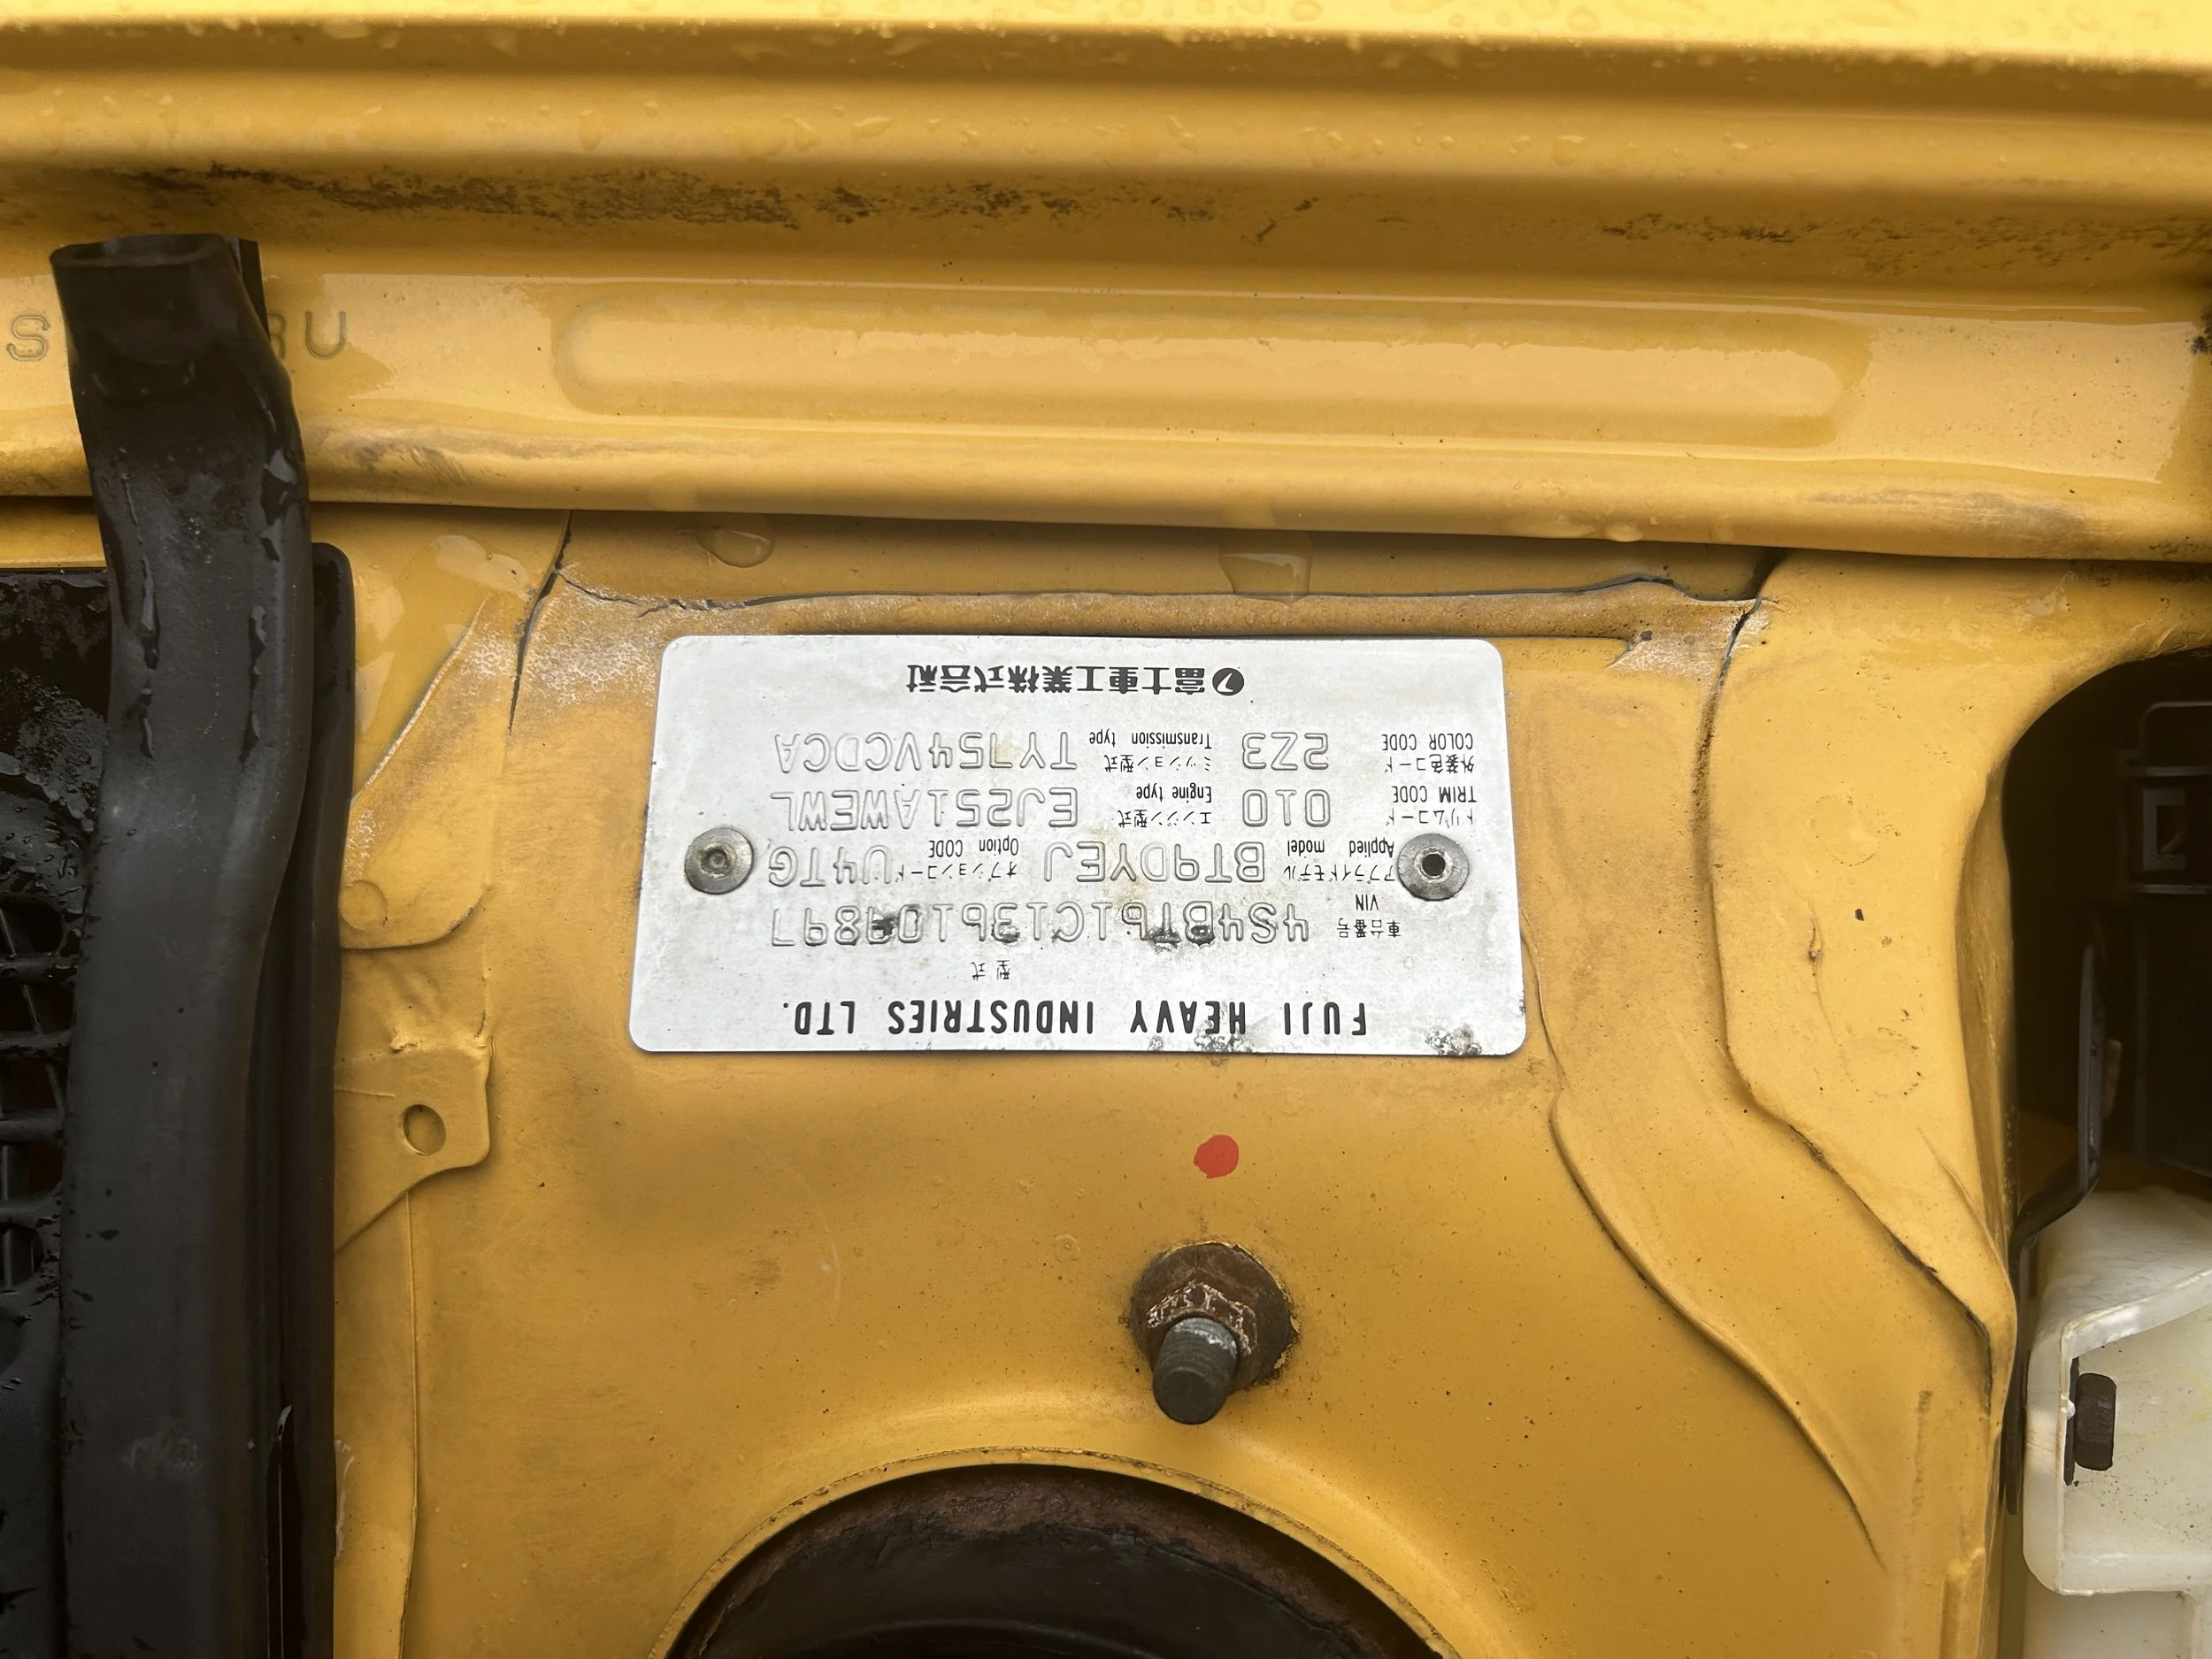 SUBARU
FUJI HEAVY INDUSTRIES LTD.
型式
車台番号 VIN 4S4BT61C136109897
アプライドモデル Applied model BT9DYEJ オプションコード Option CODE U4TG
トリムコード TRIM CODE 010 エンジン型式 Engine type EJ251AWEWL
外装色コード COLOR CODE 2Z3 ミッション型式 Transmission type TY754VCDCA
富士重工業株式会社